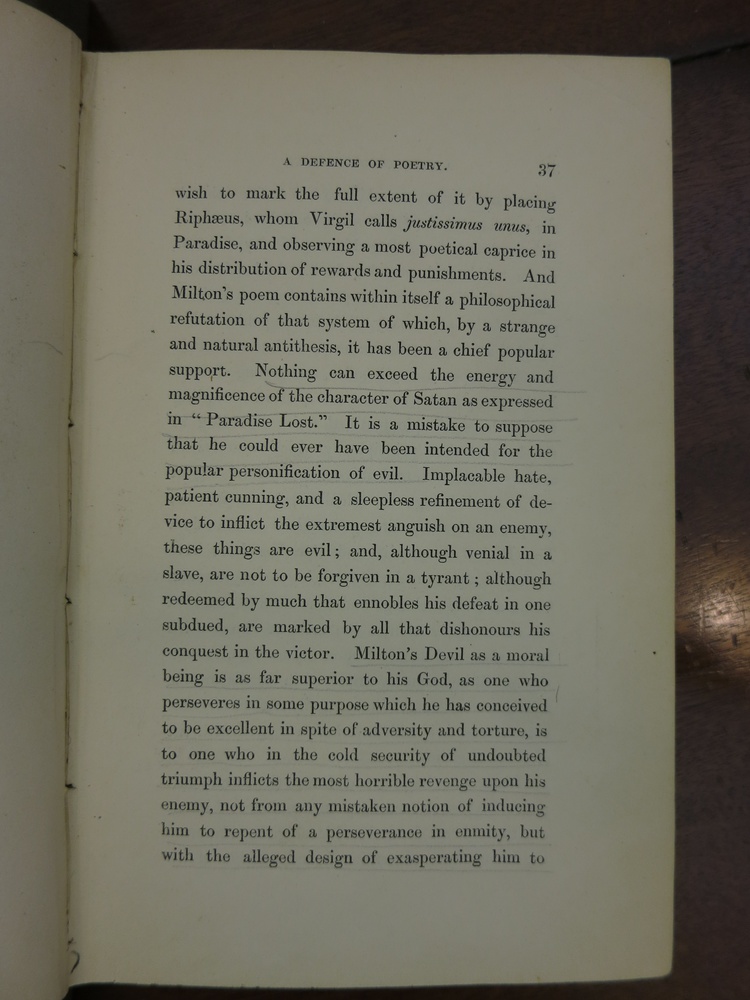 A DEFENCE OF POETRY.
37
wish to mark the full extent of it by placing
Riphæus, whom Virgil calls justissimus unus, in
Paradise, and observing a most poetical caprice in
his distribution of rewards and punishments. And
Milton's poem contains within itself a philosophical
refutation of that system of which, by a strange
and natural antithesis, it has been a chief popular
support. Nothing can exceed the energy and
magnificence of the character of Satan as expressed
in “Paradise Lost.” It is a mistake to suppose
that he could ever have been intended for the
popular personification of evil. Implacable hate,
patient cunning, and a sleepless refinement of de-
vice to inflict the extremest anguish on an enemy,
these things are evil; and, although venial in a
slave, are not to be forgiven in a tyrant; although
redeemed by much that ennobles his defeat in one
subdued, are marked by all that dishonours his
conquest in the victor. Milton's Devil as a moral
being is as far superior to his God, as one who
perseveres in some purpose which he has conceived
to be excellent in spite of adversity and torture, is
to one who in the cold security of undoubted
triumph inflicts the most horrible revenge upon his
enemy, not from any mistaken notion of inducing
him to repent of a perseverance in enmity, but
with the alleged design of exasperating him to